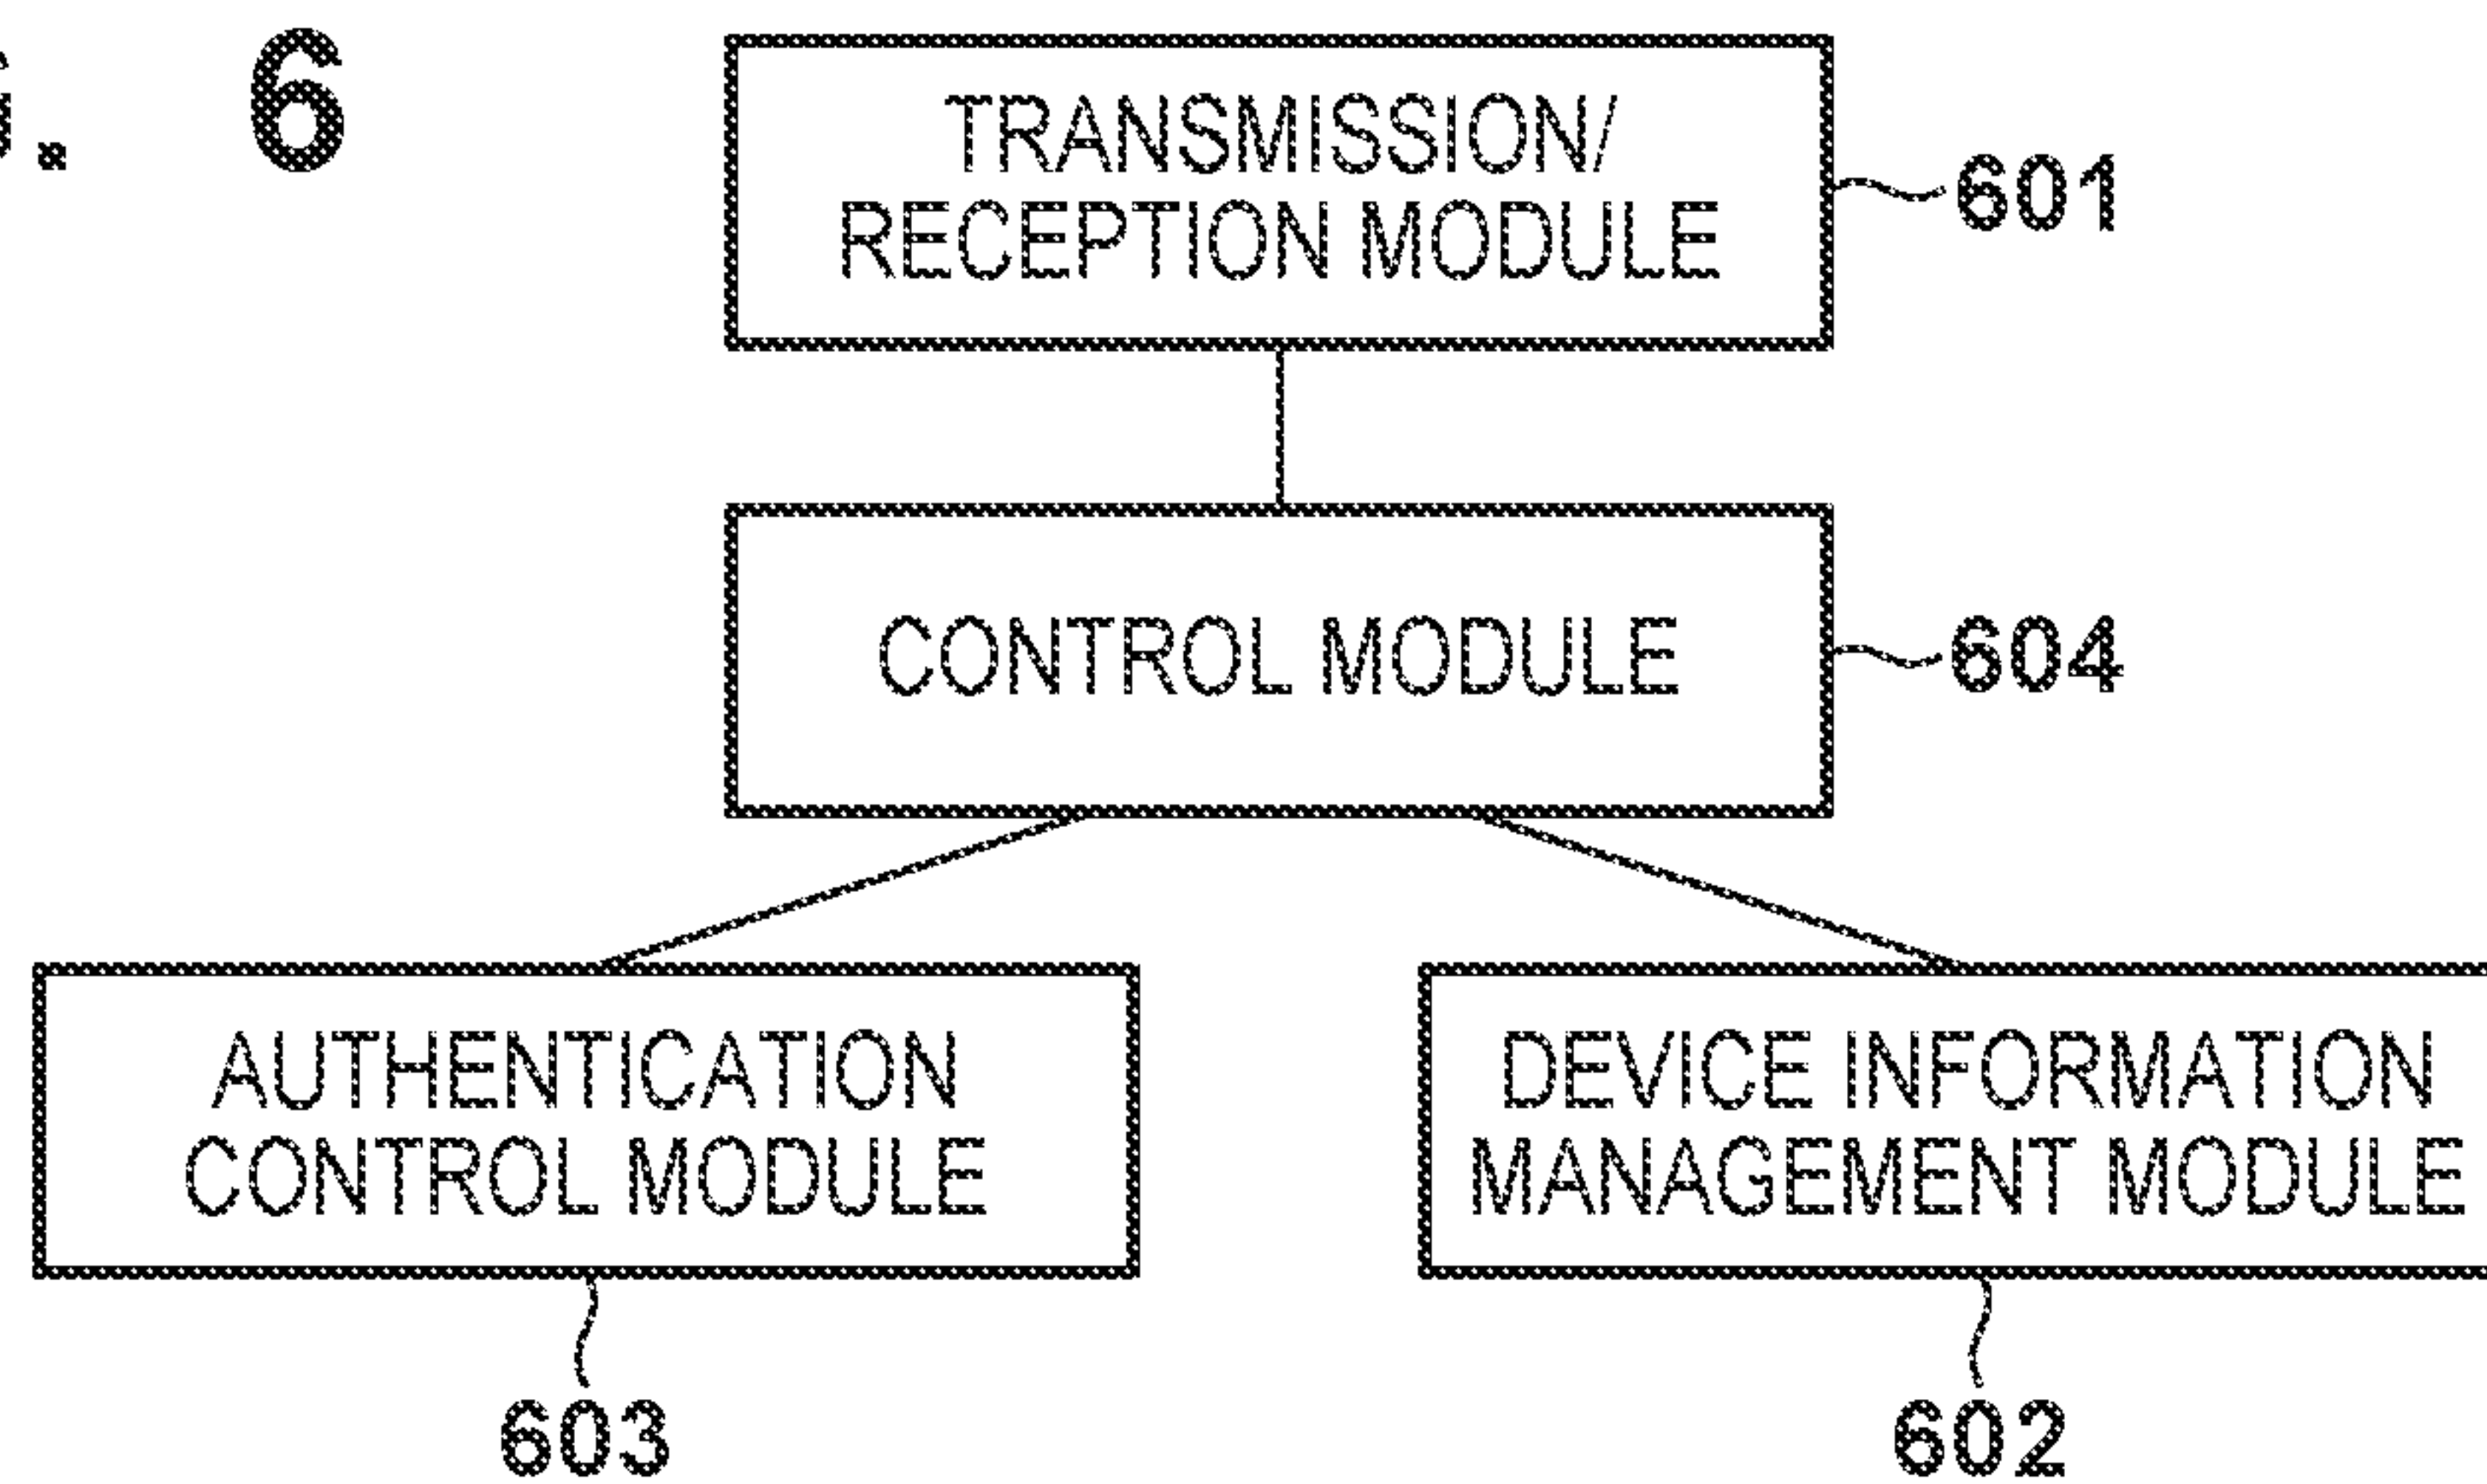 G. 6
TRANSMISSION/
RECEPTION MODULE
601
CONTROL MODULE
604
AUTHENTICATION
CONTROL MODULE
603
DEVICE INFORMATION
MANAGEMENT MODULE
602